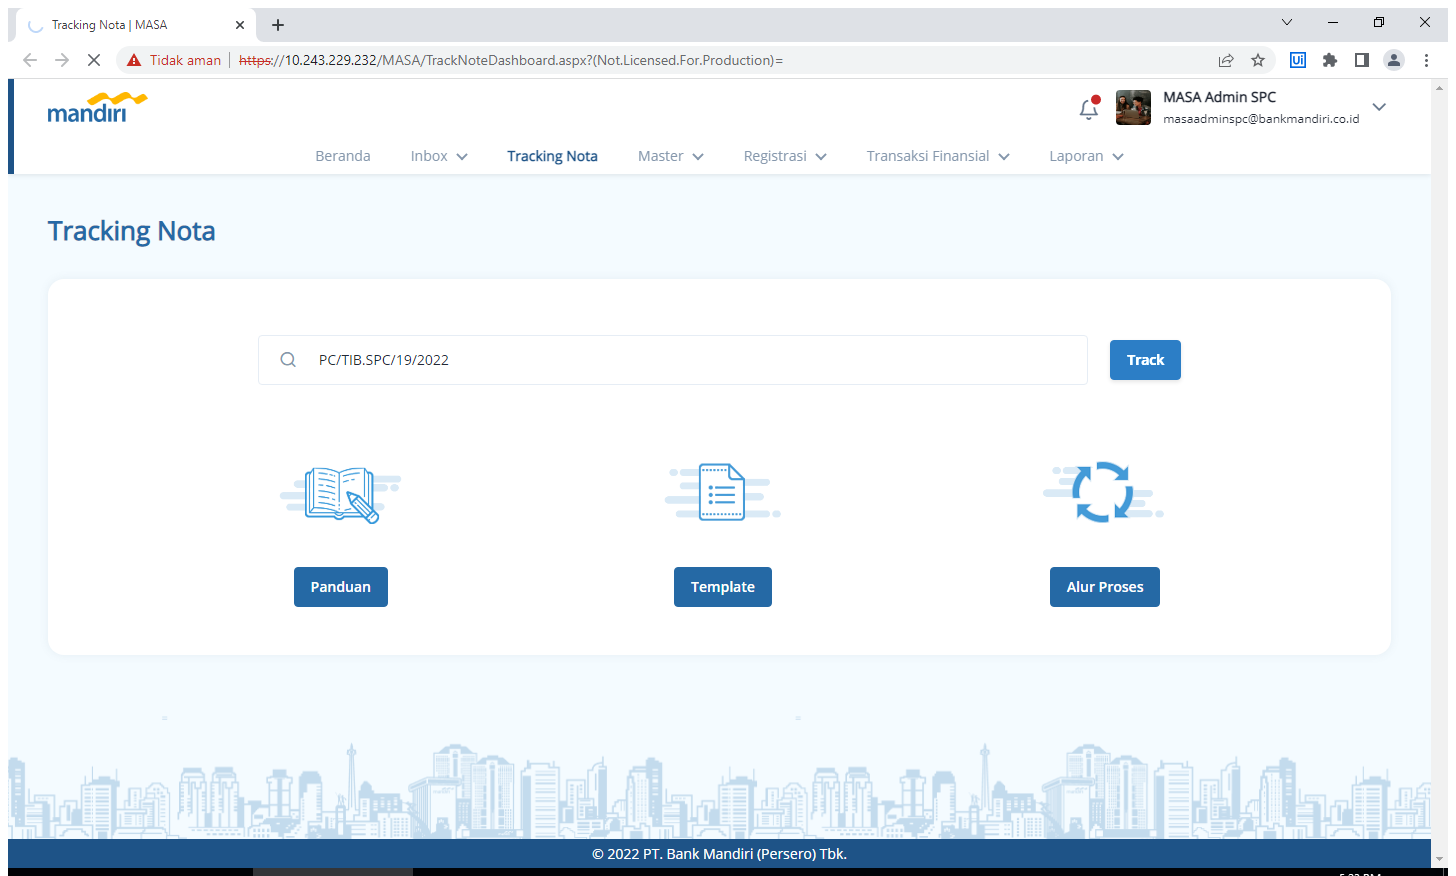 Tracking Nota | MASA
Tidak aman
https://10.243.229.232/MASA/TrackNoteDashboard.aspx?(Not.Licensed.For.Production)=
Ui
mandiri
MASA Admin SPC
masaadminspc@bankmandiri.co.id
Beranda
Inbox
Tracking Nota
Master
Registrasi
Transaksi Finansial
Laporan
Tracking Nota
PC/TIB.SPC/19/2022
Track
Panduan
Template
Alur Proses
© 2022 PT. Bank Mandiri (Persero) Tbk.